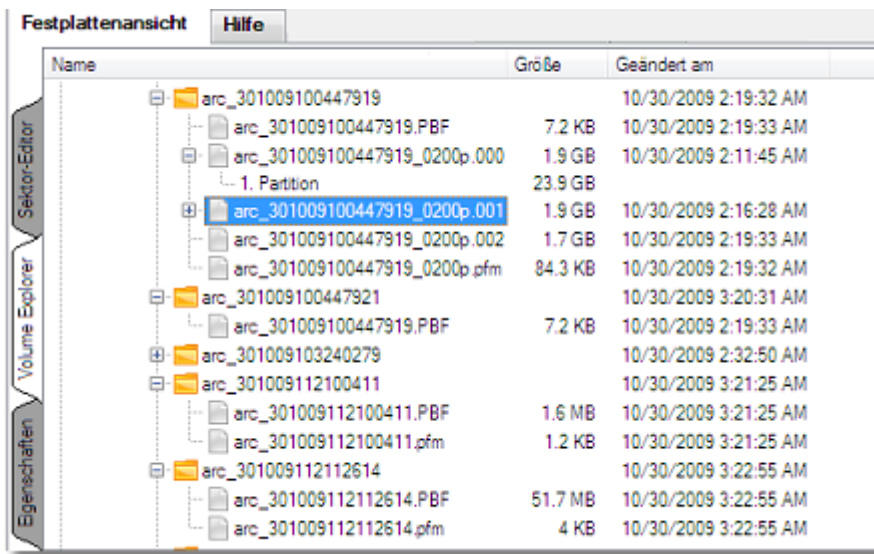 Festplattenansicht Hilfe
Name Größe Geändert am
arc_301009100447919 10/30/2009 2:19:32 AM
arc_301009100447919.PBF 7.2 KB 10/30/2009 2:19:33 AM
arc_301009100447919_0200p.000 1.9 GB 10/30/2009 2:11:45 AM
1. Partition 23.9 GB
arc_301009100447919_0200p.001 1.9 GB 10/30/2009 2:16:28 AM
arc_301009100447919_0200p.002 1.7 GB 10/30/2009 2:19:33 AM
arc_301009100447919_0200p.pfm 84.3 KB 10/30/2009 2:19:32 AM
arc_301009100447921 10/30/2009 3:20:31 AM
arc_301009100447919.PBF 7.2 KB 10/30/2009 2:19:33 AM
arc_301009103240279 10/30/2009 2:32:50 AM
arc_301009112100411 10/30/2009 3:21:25 AM
arc_301009112100411.PBF 1.6 MB 10/30/2009 3:21:25 AM
arc_301009112100411.pfm 1.2 KB 10/30/2009 3:21:25 AM
arc_301009112112614 10/30/2009 3:22:55 AM
arc_301009112112614.PBF 51.7 MB 10/30/2009 3:22:55 AM
arc_301009112112614.pfm 4 KB 10/30/2009 3:22:55 AM
Sektor-Editor
Volume Explorer
Eigenschaften